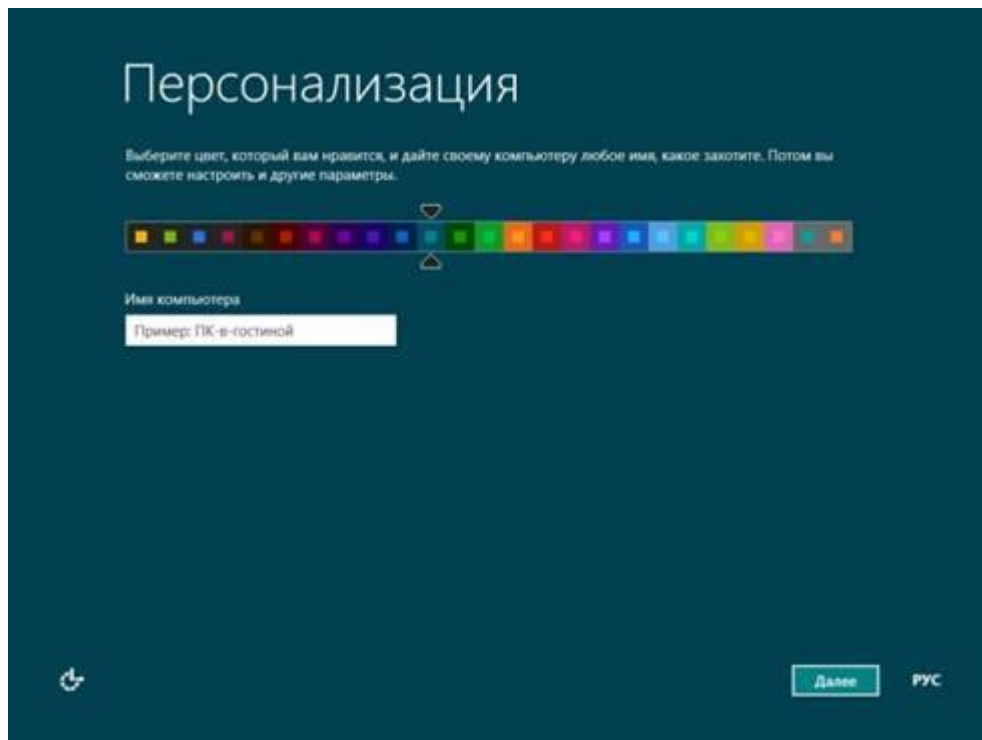 Персонализация
Выберите цвет, который вам нравится, и дайте своему компьютеру любое имя, какое захотите. Потом вы
сможете настроить и другие параметры.
Имя компьютера
Пример: ПК-в-гостиной
Далее
РУС